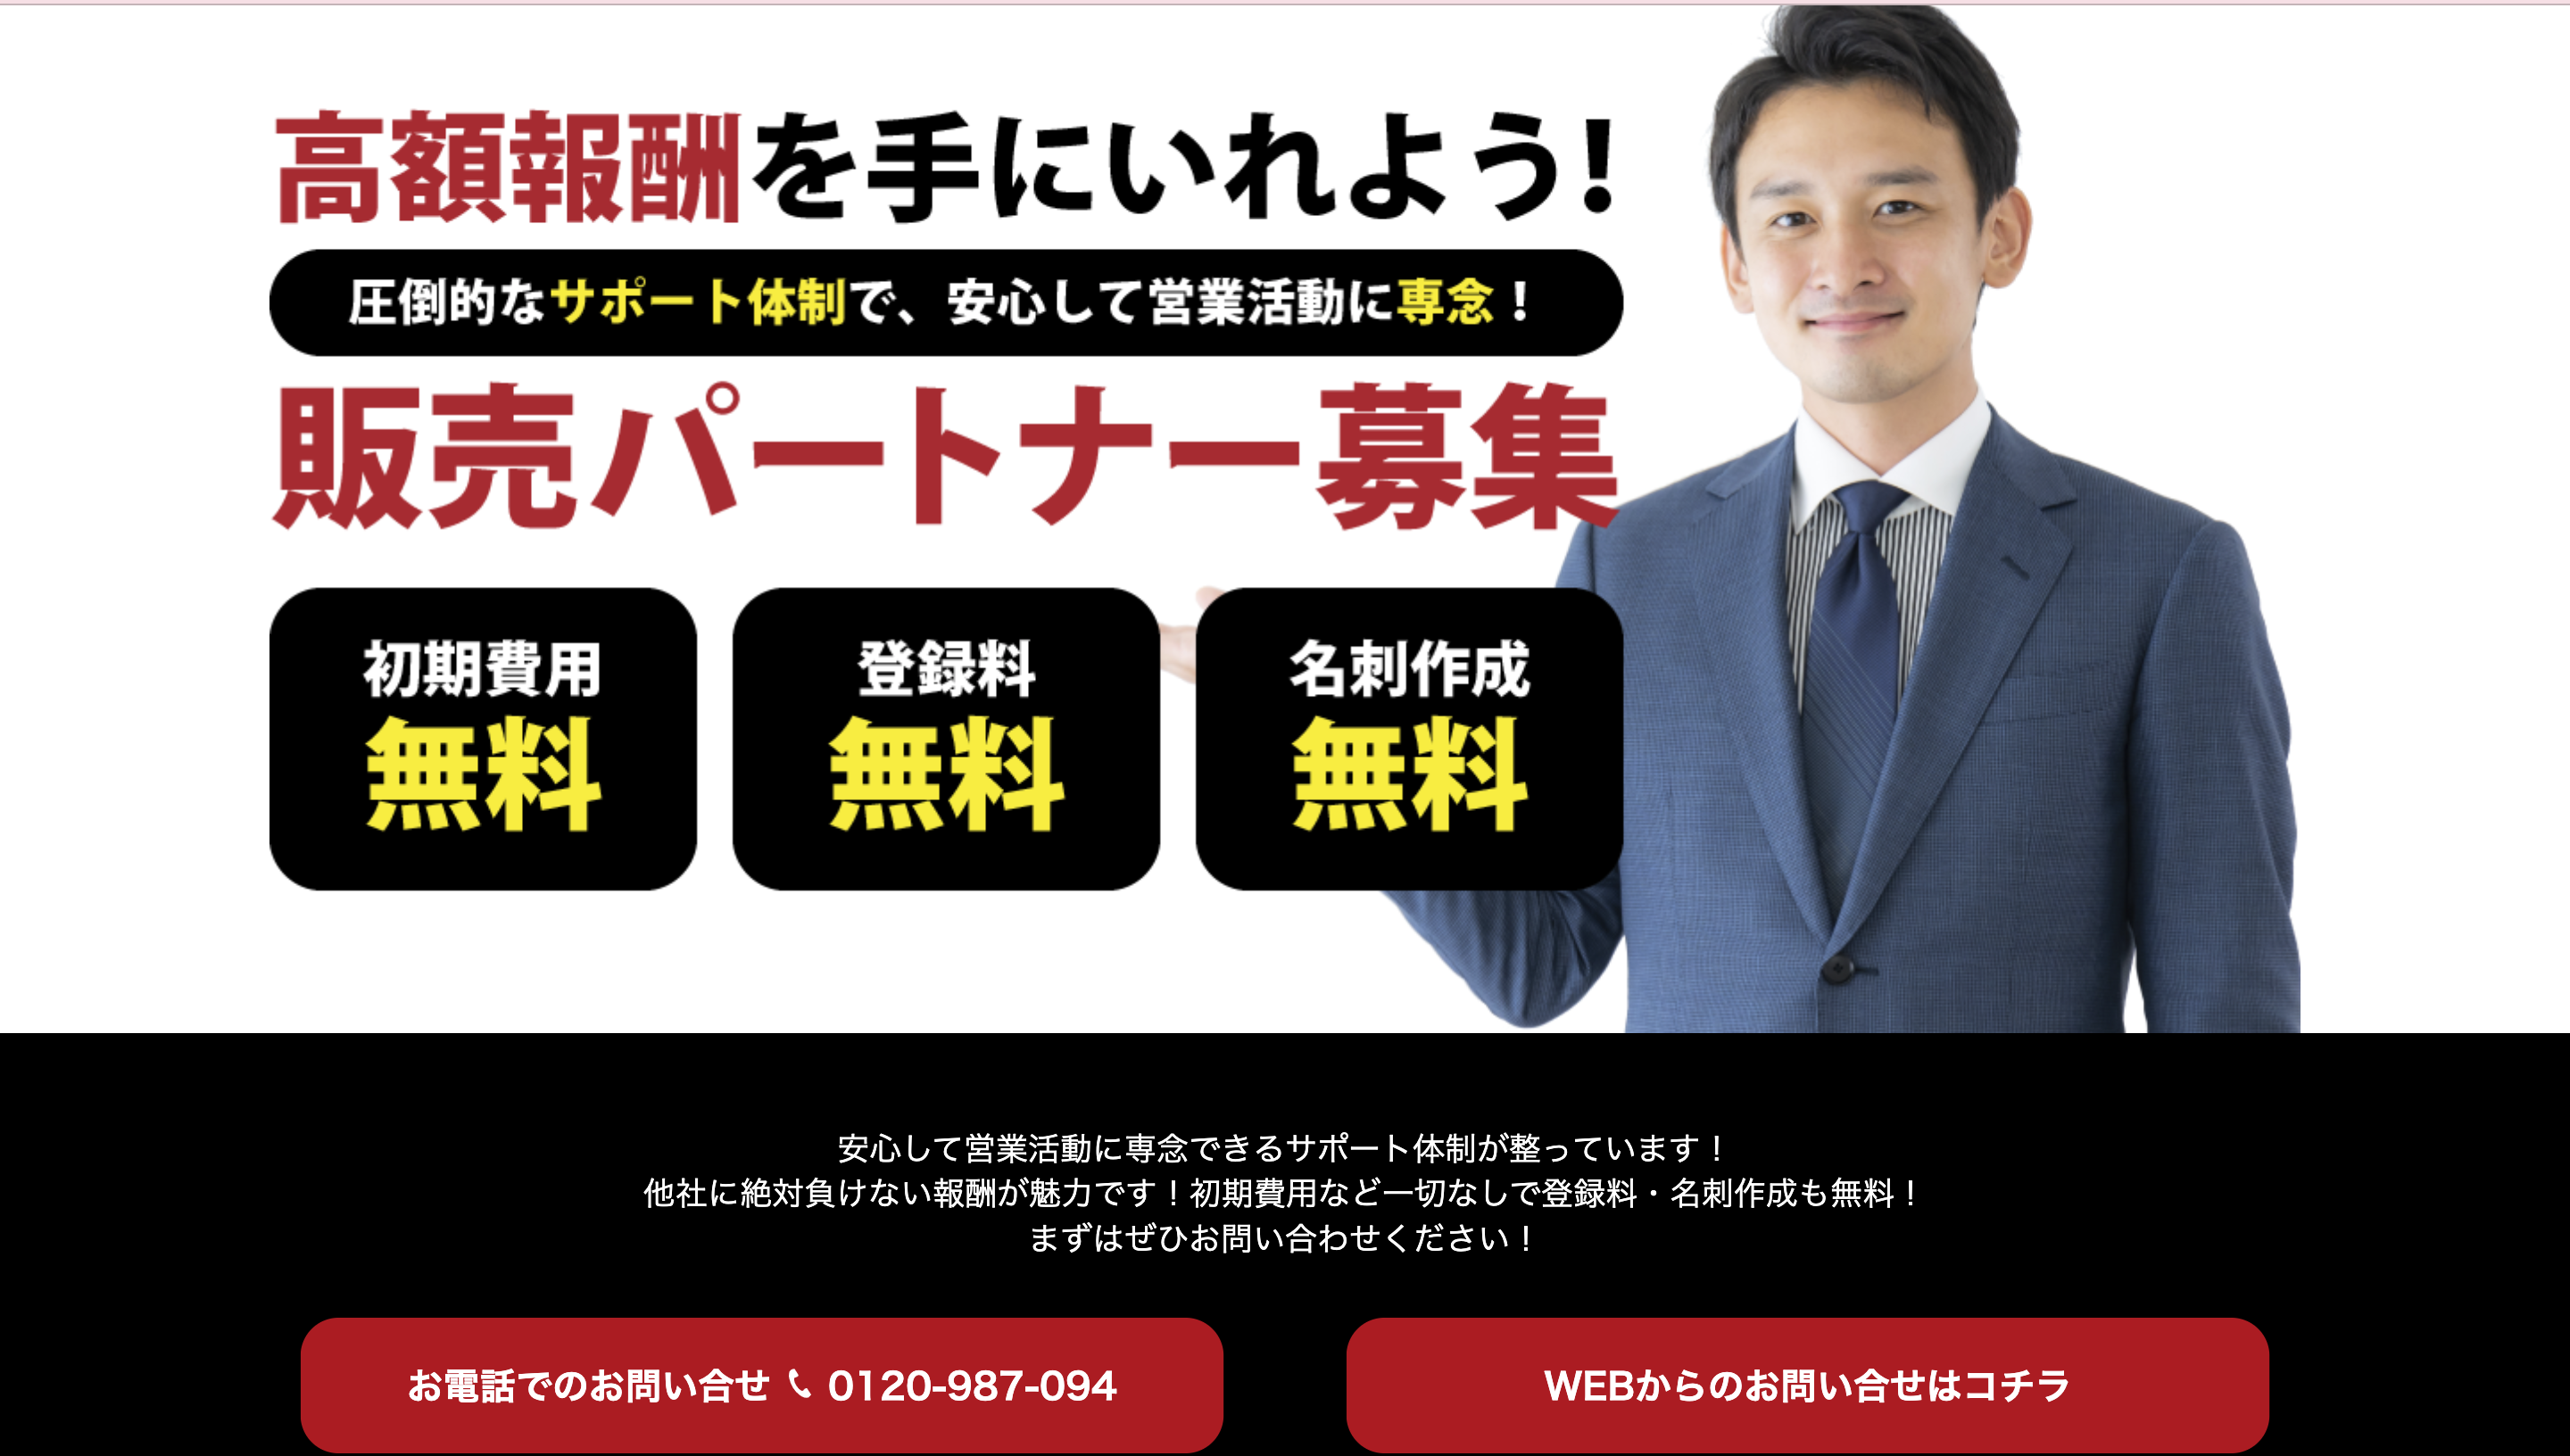 高額報酬を手にいれよう!
圧倒的なサポート体制で、安心して営業活動に専念！
販売パートナー募集
初期費用
無料
登録料
無料
名刺作成
無料
安心して営業活動に専念できるサポート体制が整っています！
他社に絶対負けない報酬が魅力です！初期費用など一切なしで登録料・名刺作成も無料！
まずはぜひお問い合わせください！
お電話でのお問い合せ 0120-987-094
WEBからのお問い合せはコチラ